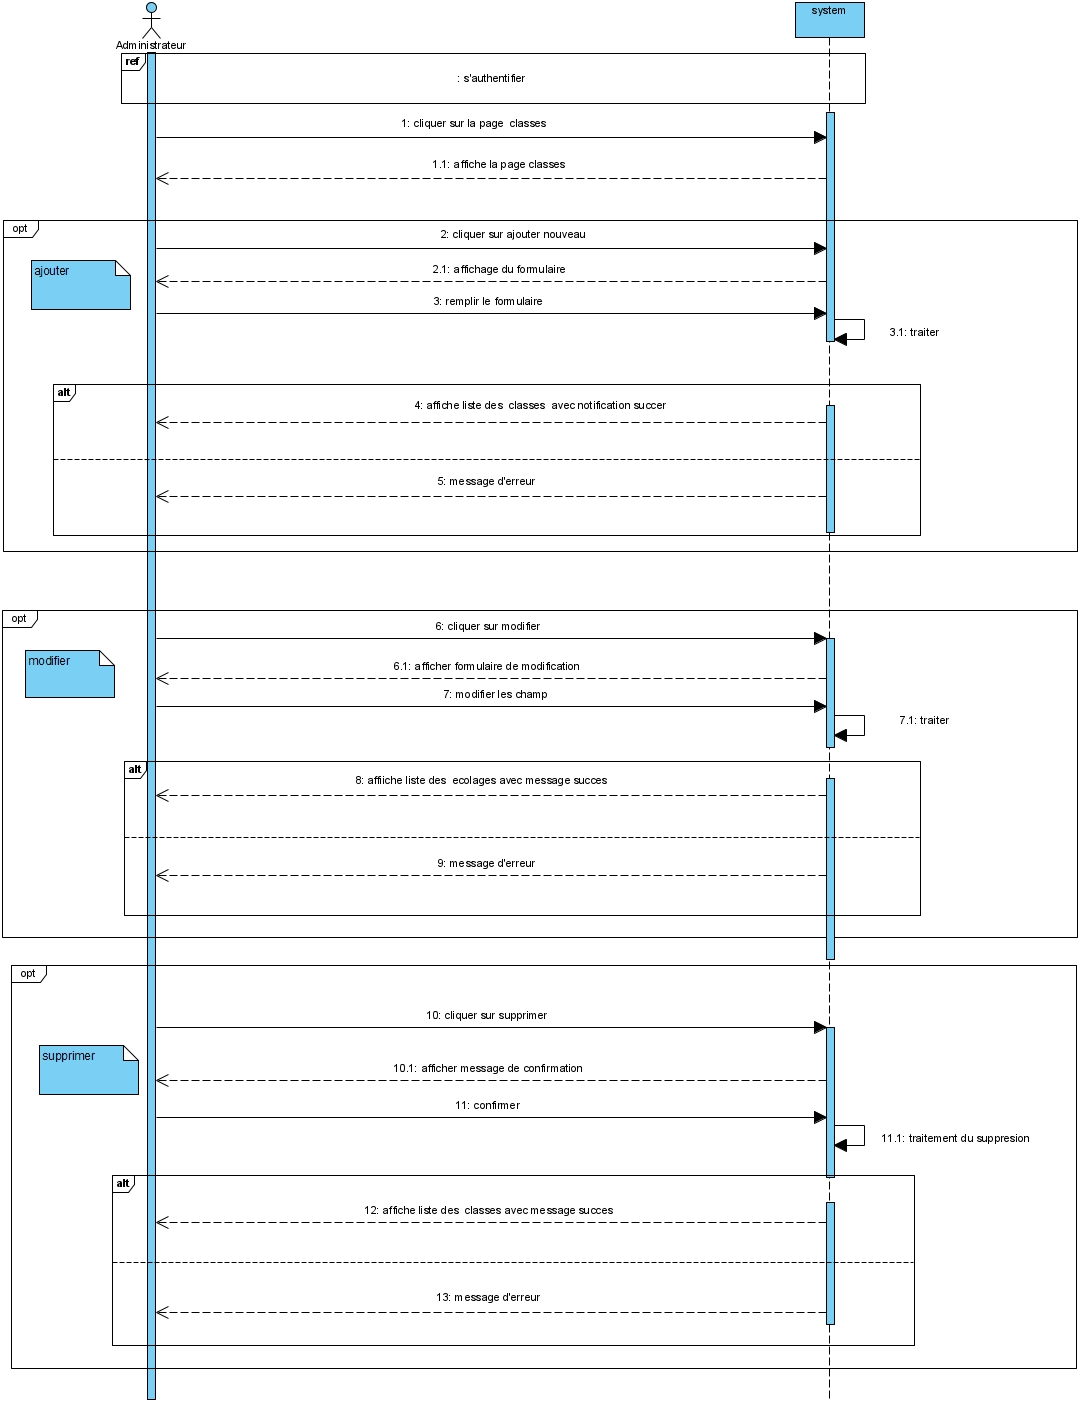 system
Administrateur
ref
: s'authentifier
1: cliquer sur la page classes
1.1: affiche la page classes
opt
2: cliquer sur ajouter nouveau
ajouter
2.1: affichage du formulaire
3: remplir le formulaire
3.1: traiter
alt
4: affiche liste des classes avec notification succer
5: message d'erreur
opt
6: cliquer sur modifier
modifier
6.1: afficher formulaire de modification
7: modifier les champ
7.1: traiter
alt
8: affiiche liste des ecolages avec message succes
9: message d'erreur
opt
10: cliquer sur supprimer
supprimer
10.1: afficher message de confirmation
11: confirmer
11.1: traitement du suppresion
alt
12: affiche liste des classes avec message succes
13: message d'erreur